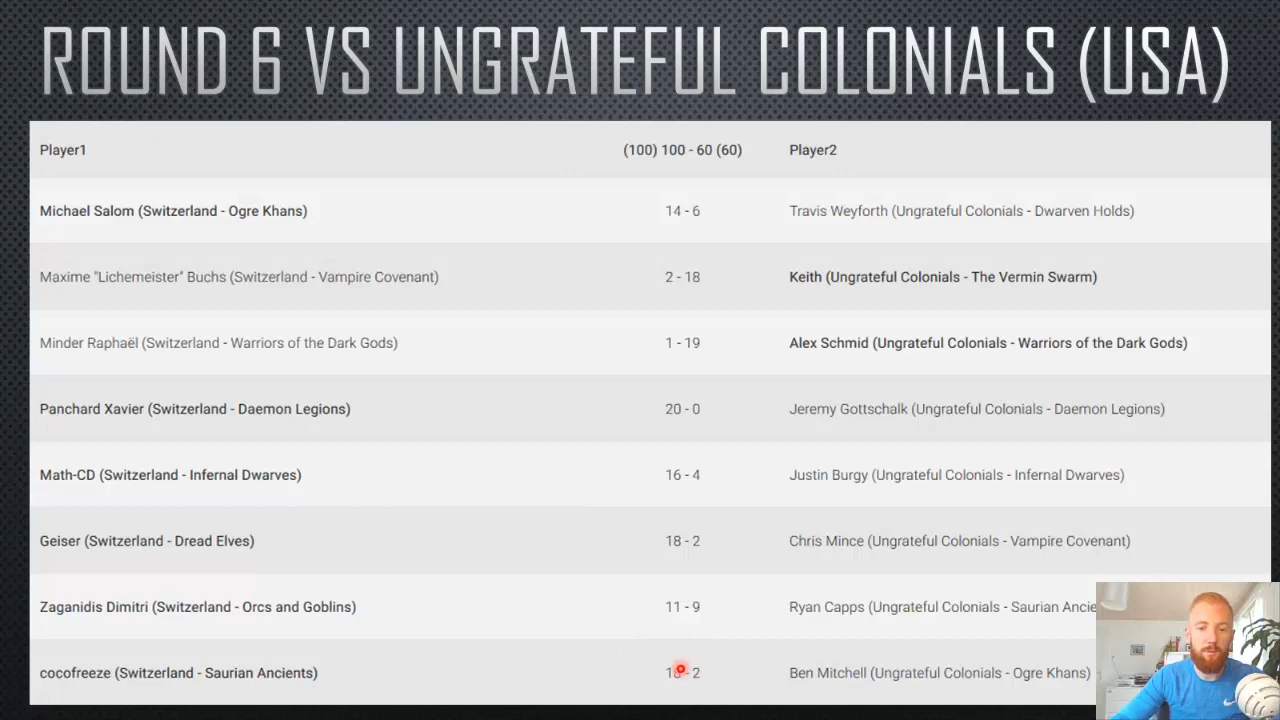 ROUND 6 VS UNGRATEFUL COLONIALS (USA)
Player1 (100) 100 - 60 (60) Player2
Michael Salom (Switzerland - Ogre Khans) 14 - 6 Travis Weyforth (Ungrateful Colonials - Dwarven Holds)
Maxime "Lichemeister" Buchs (Switzerland - Vampire Covenant) 2 - 18 Keith (Ungrateful Colonials - The Vermin Swarm)
Minder Raphaël (Switzerland - Warriors of the Dark Gods) 1 - 19 Alex Schmid (Ungrateful Colonials - Warriors of the Dark Gods)
Panchard Xavier (Switzerland - Daemon Legions) 20 - 0 Jeremy Gottschalk (Ungrateful Colonials - Daemon Legions)
Math-CD (Switzerland - Infernal Dwarves) 16 - 4 Justin Burgy (Ungrateful Colonials - Infernal Dwarves)
Geiser (Switzerland - Dread Elves) 18 - 2 Chris Mince (Ungrateful Colonials - Vampire Covenant)
Zaganidis Dimitri (Switzerland - Orcs and Goblins) 11 - 9 Ryan Capps (Ungrateful Colonials - Saurian Ancie
cocofreeze (Switzerland - Saurian Ancients) - 2 Ben Mitchell (Ungrateful Colonials - Ogre Khans)